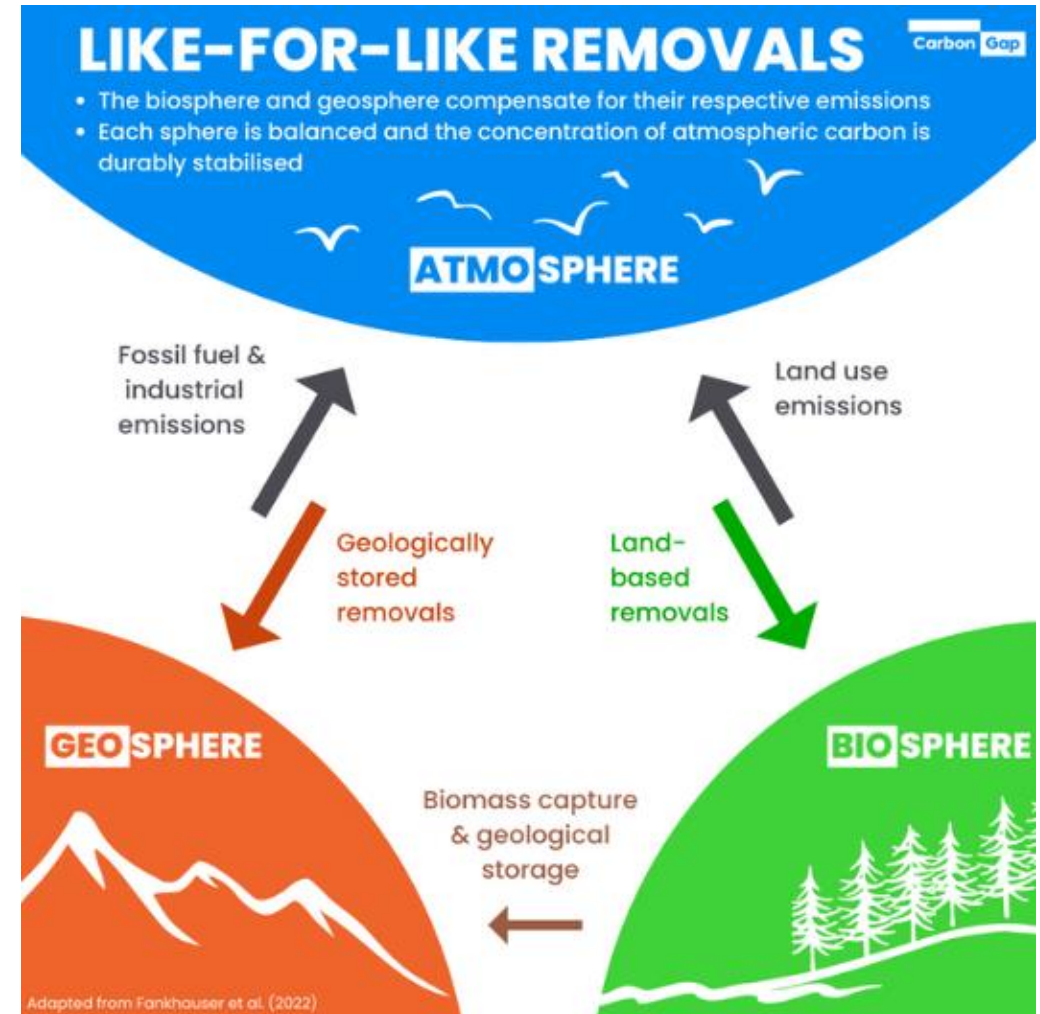 LIKE-FOR-LIKE REMOVALS
Carbon Gap
• The biosphere and geosphere compensate for their respective emissions
• Each sphere is balanced and the concentration of atmospheric carbon is
durably stabilised
ATMOSPHERE
Fossil fuel &
industrial
emissions
Land use
emissions
Geologically
stored
removals
Land-
based
removals
GEOSPHERE
BIOSPHERE
Biomass capture
& geological
storage
Adapted from Fankhauser et al. (2022)